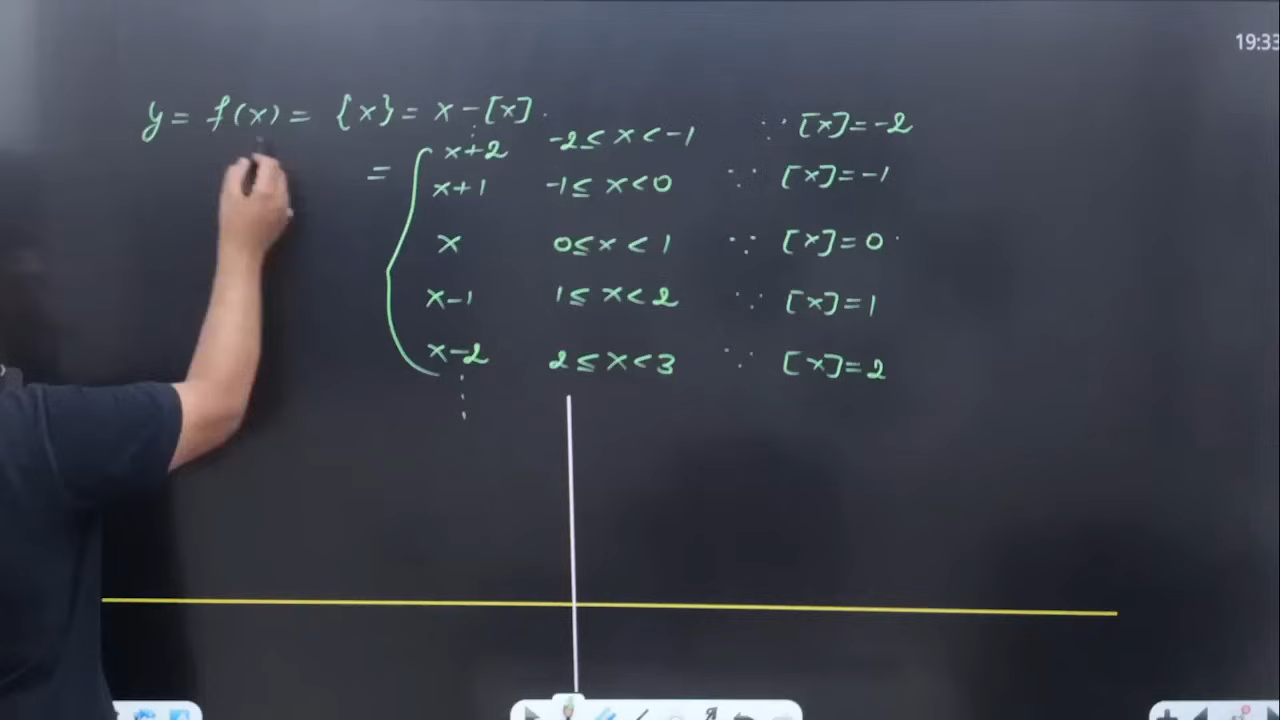 19:33
y = f(x) = {x} = x - [x].
= x+2 -2 ≤ x < -1 ∵ [x] = -2
x+1 -1 ≤ x < 0 ∵ [x] = -1
x 0 ≤ x < 1 ∵ [x] = 0
x-1 1 ≤ x < 2 ∵ [x] = 1
x-2 2 ≤ x < 3 ∵ [x] = 2